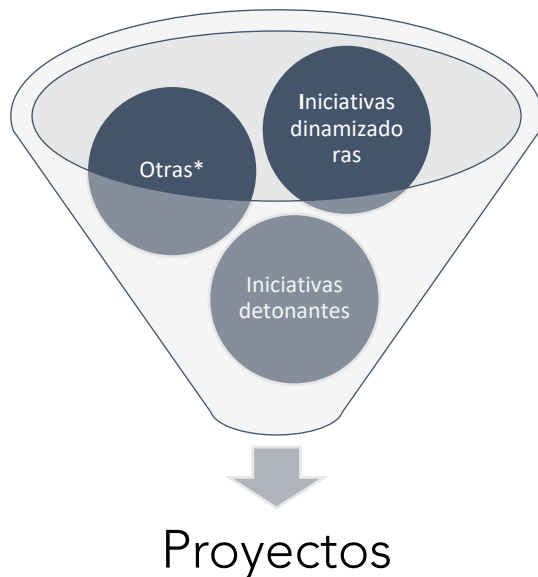 Iniciativas
dinamizado
ras
Otras*
Iniciativas
detonantes
Proyectos